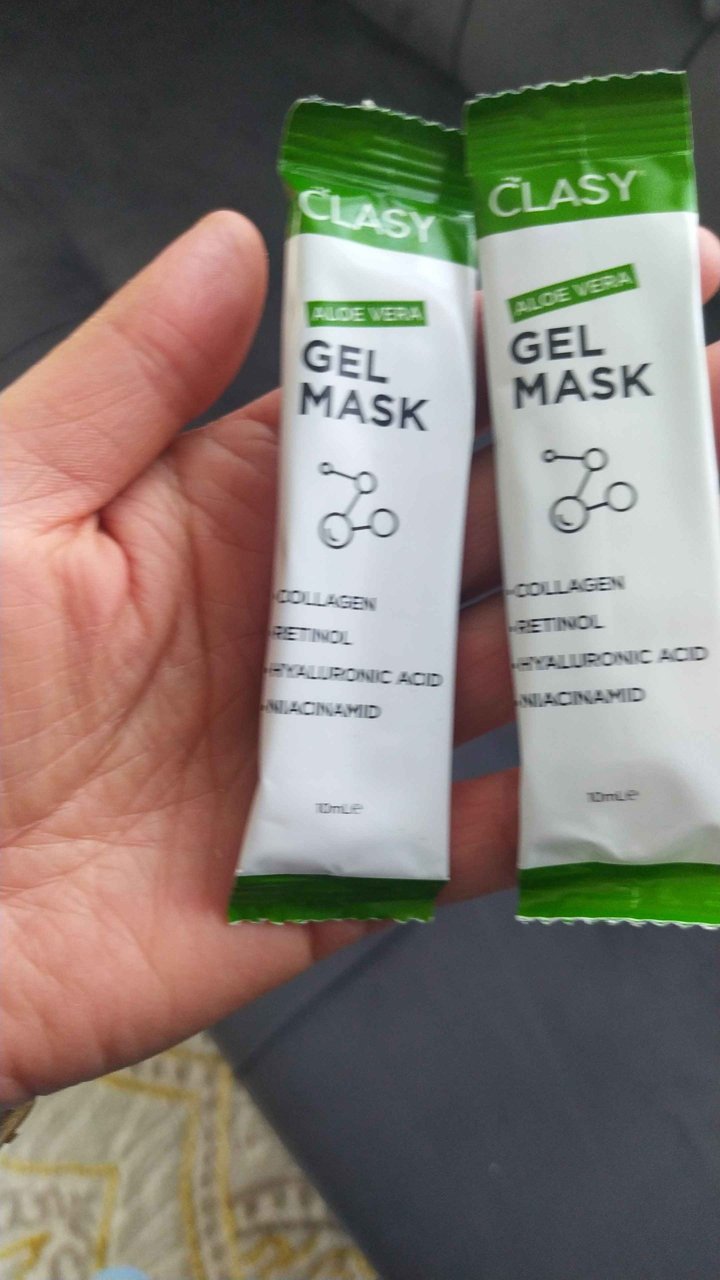 CLASY
ALOE VERA
GEL
MASK
•COLLAGEN
•RETINOL
•HYALURONIC ACID
•NIACINAMID
10mL℮
CLASY
ALOE VERA
GEL
MASK
•COLLAGEN
•RETINOL
•HYALURONIC ACID
•NIACINAMID
10mL℮